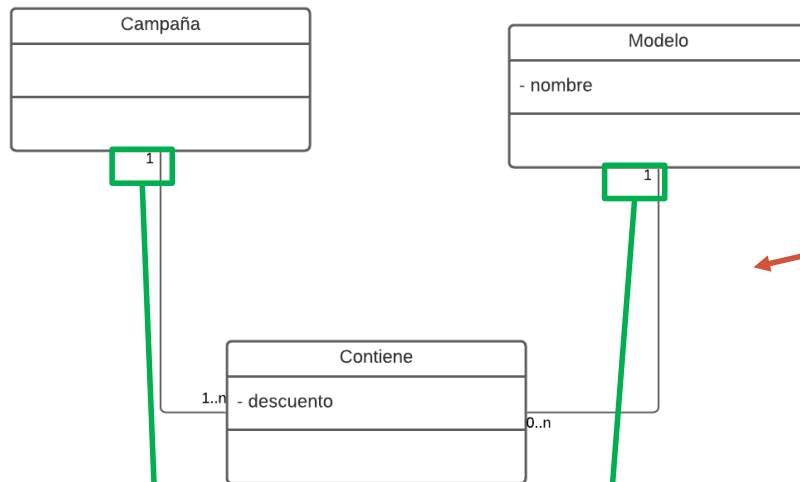 Campaña
Modelo
- nombre
1
1
Contiene
1..n
- descuento
0..n